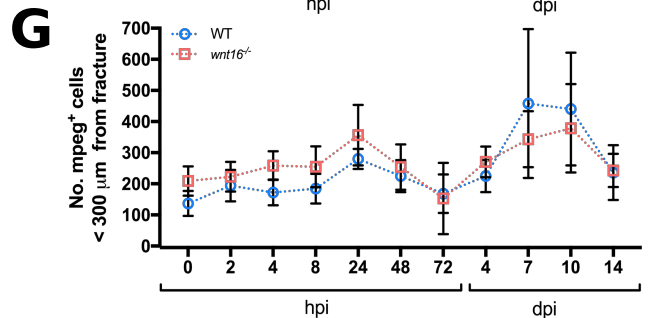 hpi dpi
G
No. mpeg⁺ cells
< 300 μm from fracture
700
600
500
400
300
200
100
0
WT
wnt16⁻/⁻
0 2 4 8 24 48 72 4 7 10 14
hpi dpi